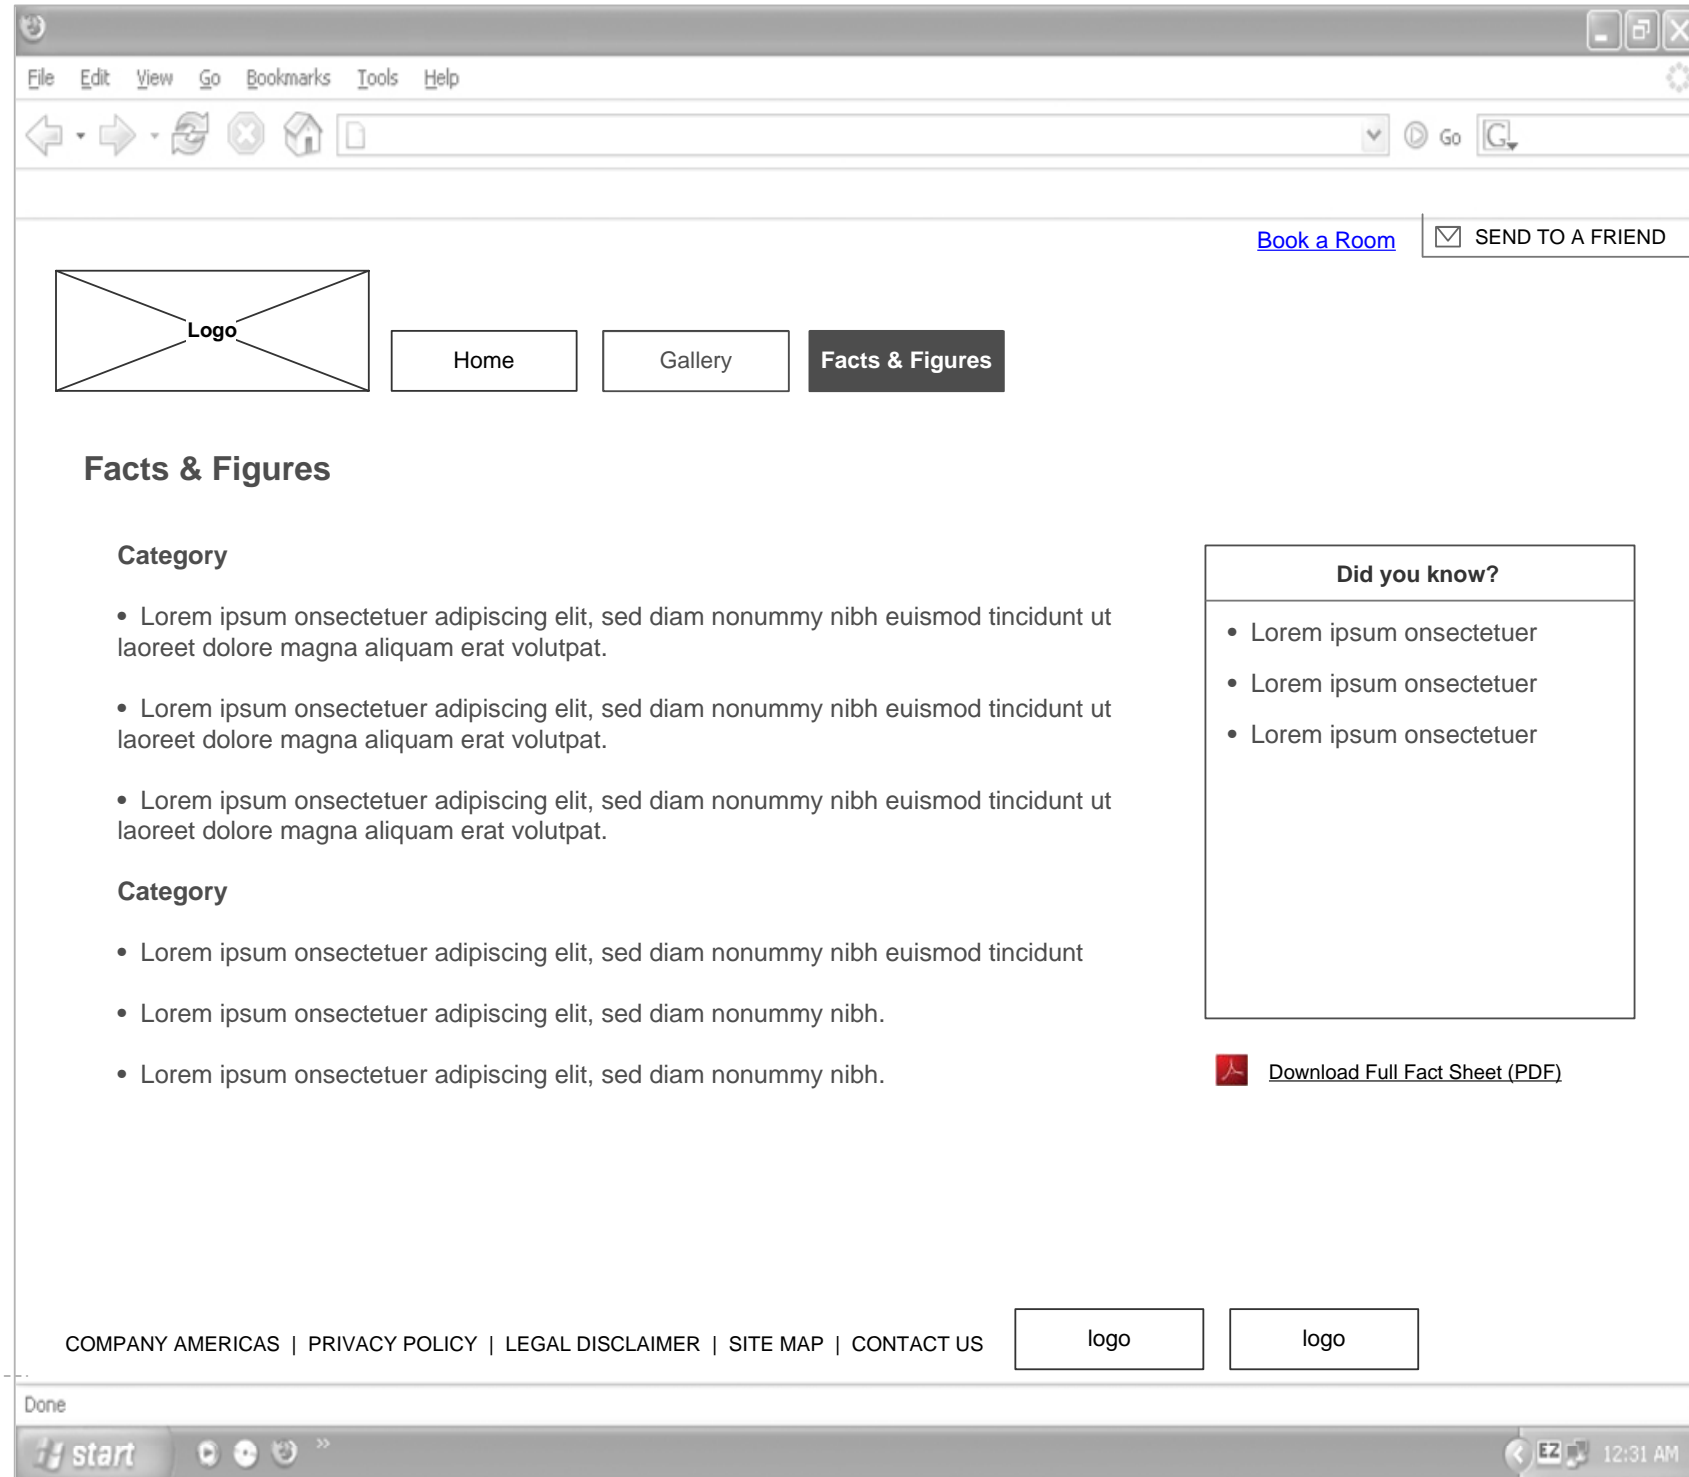 File Edit View Go Bookmarks Tools Help
Go G
Book a Room
SEND TO A FRIEND
Logo
Home
Gallery
Facts & Figures
Facts & Figures
Category
• Lorem ipsum onsectetuer adipiscing elit, sed diam nonummy nibh euismod tincidunt ut
laoreet dolore magna aliquam erat volutpat.
• Lorem ipsum onsectetuer adipiscing elit, sed diam nonummy nibh euismod tincidunt ut
laoreet dolore magna aliquam erat volutpat.
• Lorem ipsum onsectetuer adipiscing elit, sed diam nonummy nibh euismod tincidunt ut
laoreet dolore magna aliquam erat volutpat.
Category
• Lorem ipsum onsectetuer adipiscing elit, sed diam nonummy nibh euismod tincidunt
• Lorem ipsum onsectetuer adipiscing elit, sed diam nonummy nibh.
• Lorem ipsum onsectetuer adipiscing elit, sed diam nonummy nibh.
Did you know?
• Lorem ipsum onsectetuer
• Lorem ipsum onsectetuer
• Lorem ipsum onsectetuer
Download Full Fact Sheet (PDF)
COMPANY AMERICAS | PRIVACY POLICY | LEGAL DISCLAIMER | SITE MAP | CONTACT US
logo
logo
Done
start
EZ 12:31 AM